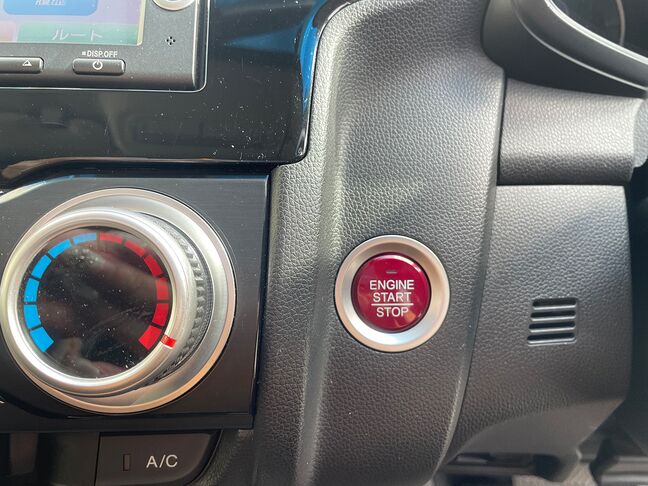 ルート
DISP.OFF
ENGINE
START
STOP
A/C